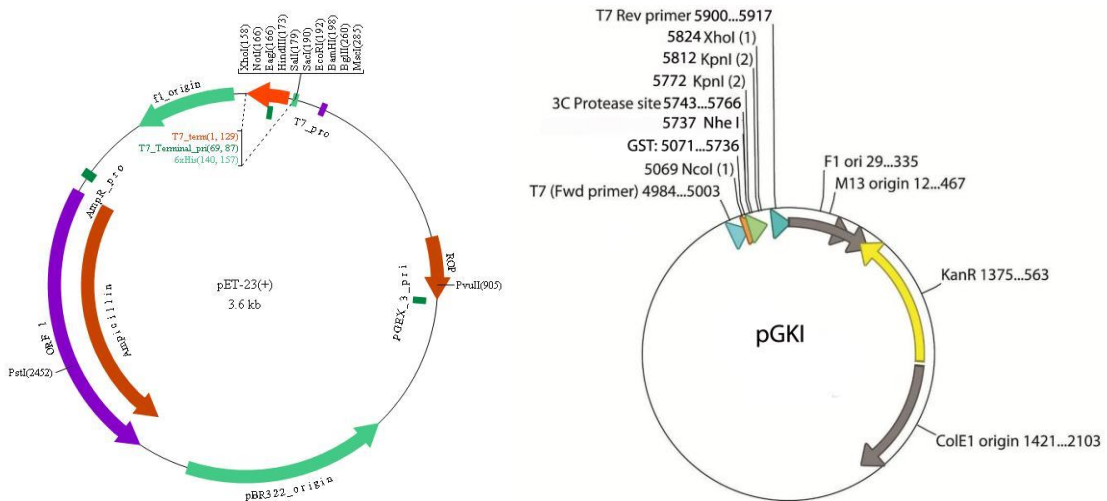 XhoI(158)
NotI(166)
EagI(166)
HindIII(173)
SalI(179)
SacI(190)
EcoRI(192)
BamHI(198)
BglII(260)
MscI(285)
f1_origin
T7_pro
T7_term(1, 129)
T7_Terminal_pri(69, 87)
6xHis(140, 157)
AmpR_pro
ROP
PvuII(905)
pET-23(+)
3.6 kb
PGEX_3_pri
ORF 1
Ampicillin
PstI(2452)
pBR322_origin
T7 Rev primer 5900...5917
5824 XhoI (1)
5812 KpnI (2)
5772 KpnI (2)
3C Protease site 5743...5766
5737 Nhe I
GST: 5071...5736
5069 NcoI (1)
T7 (Fwd primer) 4984...5003
F1 ori 29...335
M13 origin 12...467
KanR 1375...563
pGKI
ColE1 origin 1421...2103